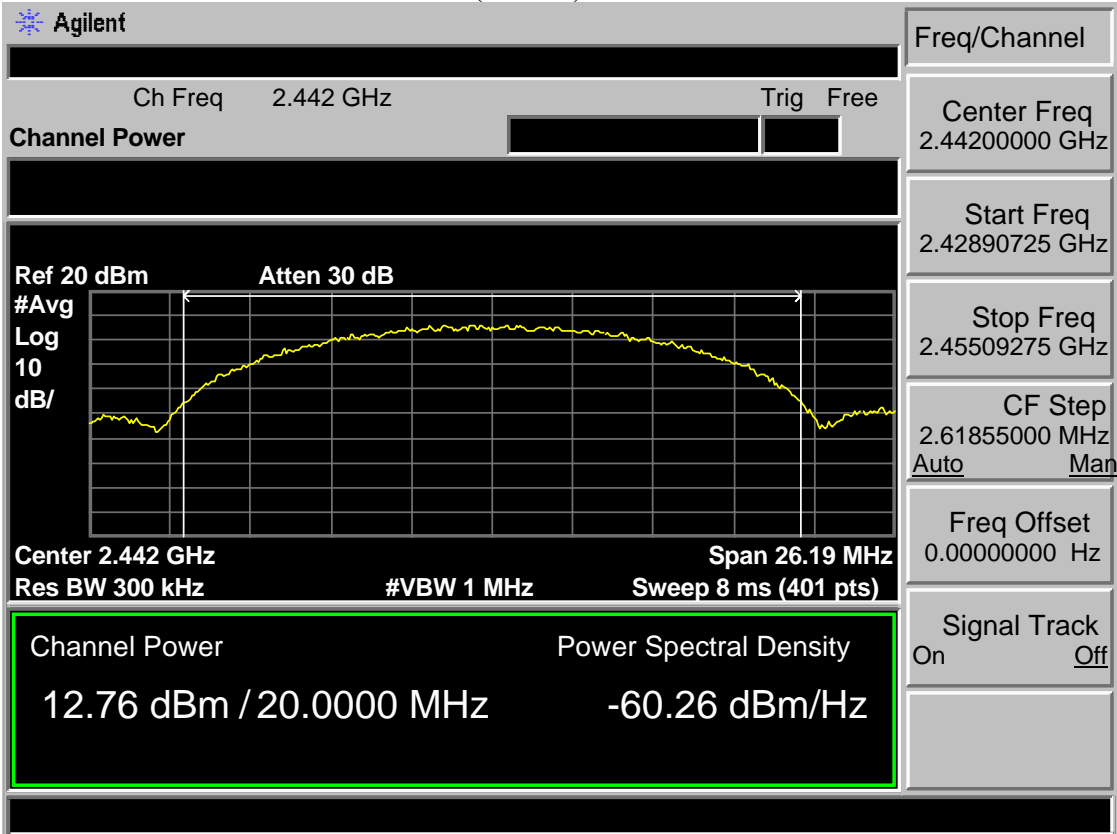 Agilent
Freq/Channel
Ch Freq 2.442 GHz Trig Free
Channel Power
Center Freq
2.44200000 GHz
Start Freq
2.42890725 GHz
Stop Freq
2.45509275 GHz
CF Step
2.61855000 MHz
Auto Man
Freq Offset
0.00000000 Hz
Signal Track
On Off
Ref 20 dBm Atten 30 dB
#Avg
Log
10
dB/
Center 2.442 GHz Span 26.19 MHz
Res BW 300 kHz #VBW 1 MHz Sweep 8 ms (401 pts)
Channel Power Power Spectral Density
12.76 dBm / 20.0000 MHz -60.26 dBm/Hz